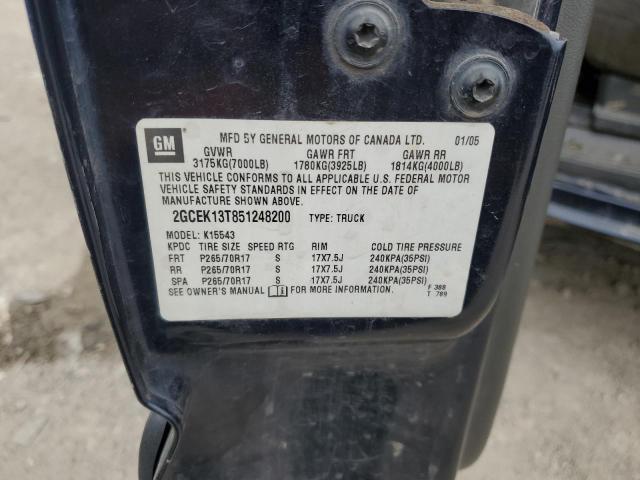 GM
MFD BY GENERAL MOTORS OF CANADA LTD. 01/05
GVWR GAWR FRT GAWR RR
3175KG(7000LB) 1780KG(3925LB) 1814KG(4000LB)
THIS VEHICLE CONFORMS TO ALL APPLICABLE U.S. FEDERAL MOTOR
VEHICLE SAFETY STANDARDS IN EFFECT ON THE DATE OF
MANUFACTURE SHOWN ABOVE.
2GCEK13T851248200 TYPE: TRUCK
MODEL: K15543
KPDC TIRE SIZE SPEED RTG RIM COLD TIRE PRESSURE
FRT P265/70R17 S 17X7.5J 240KPA(35PSI)
RR P265/70R17 S 17X7.5J 240KPA(35PSI)
SPA P265/70R17 S 17X7.5J 240KPA(35PSI)
SEE OWNER'S MANUAL FOR MORE INFORMATION. F 388
T 789